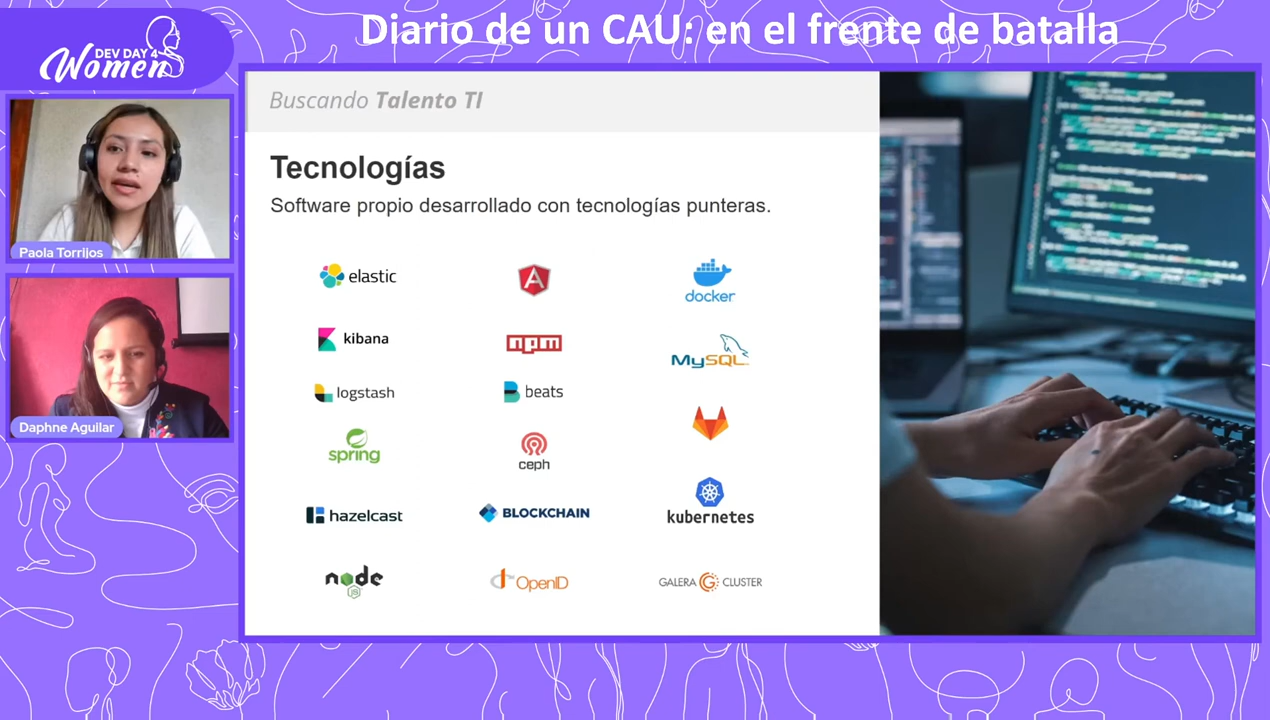 Diario de un CAU: en el frente de batalla
DEV DAY 4
Women
Paola Torrijos
Daphne Aguilar
Buscando Talento TI
Tecnologías
Software propio desarrollado con tecnologías punteras.
elastic
A
docker
kibana
npm
MySQL
logstash
beats
spring
ceph
hazelcast
BLOCKCHAIN
kubernetes
node
JS
OpenID
GALERA CLUSTER